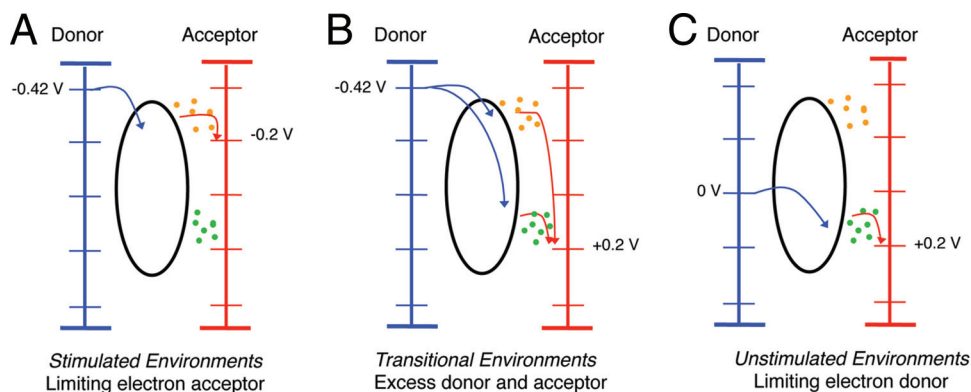 A
Donor
Acceptor
-0.42 V
-0.2 V
Stimulated Environments
Limiting electron acceptor
B
Donor
Acceptor
-0.42 V
+0.2 V
Transitional Environments
Excess donor and acceptor
C
Donor
Acceptor
0 V
+0.2 V
Unstimulated Environments
Limiting electron donor